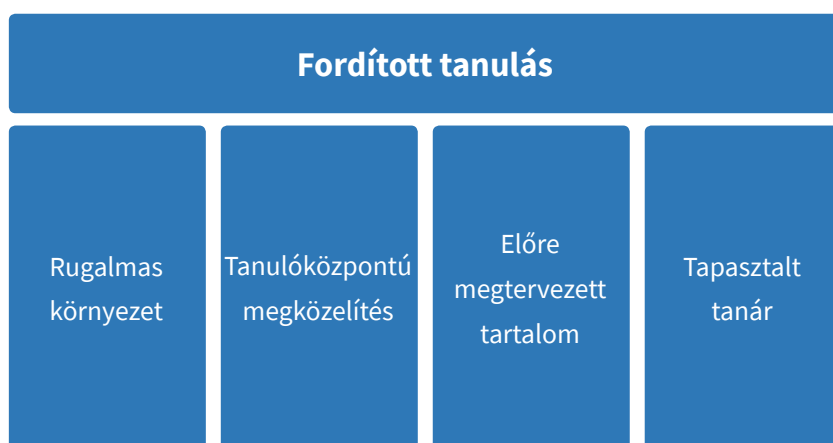 Fordított tanulás
Rugalmas
környezet
Tanulóközpontú
megközelítés
Előre
megtervezett
tartalom
Tapasztalt
tanár